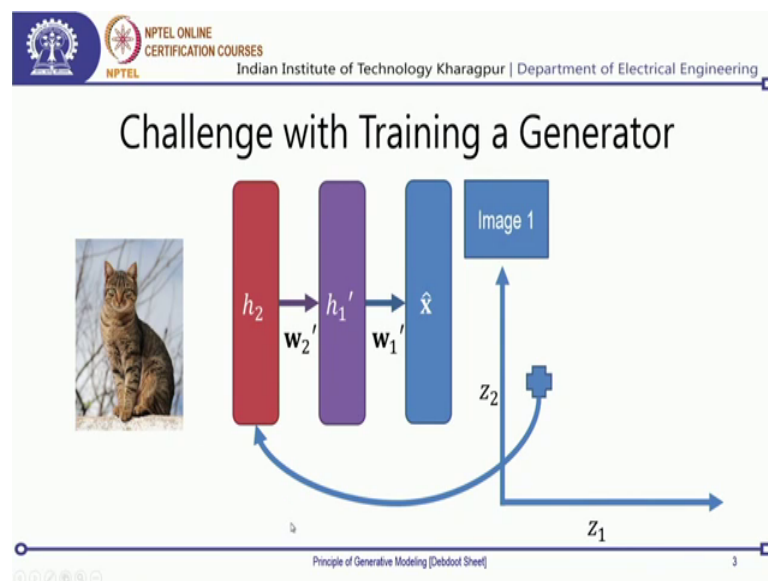 NPTEL ONLINE
CERTIFICATION COURSES
NPTEL
Indian Institute of Technology Kharagpur | Department of Electrical Engineering
Challenge with Training a Generator
Image 1
h₂
h₁′
x̂
w₂′
w₁′
z₂
z₁
Principle of Generative Modeling [Debdoot Sheet]
3